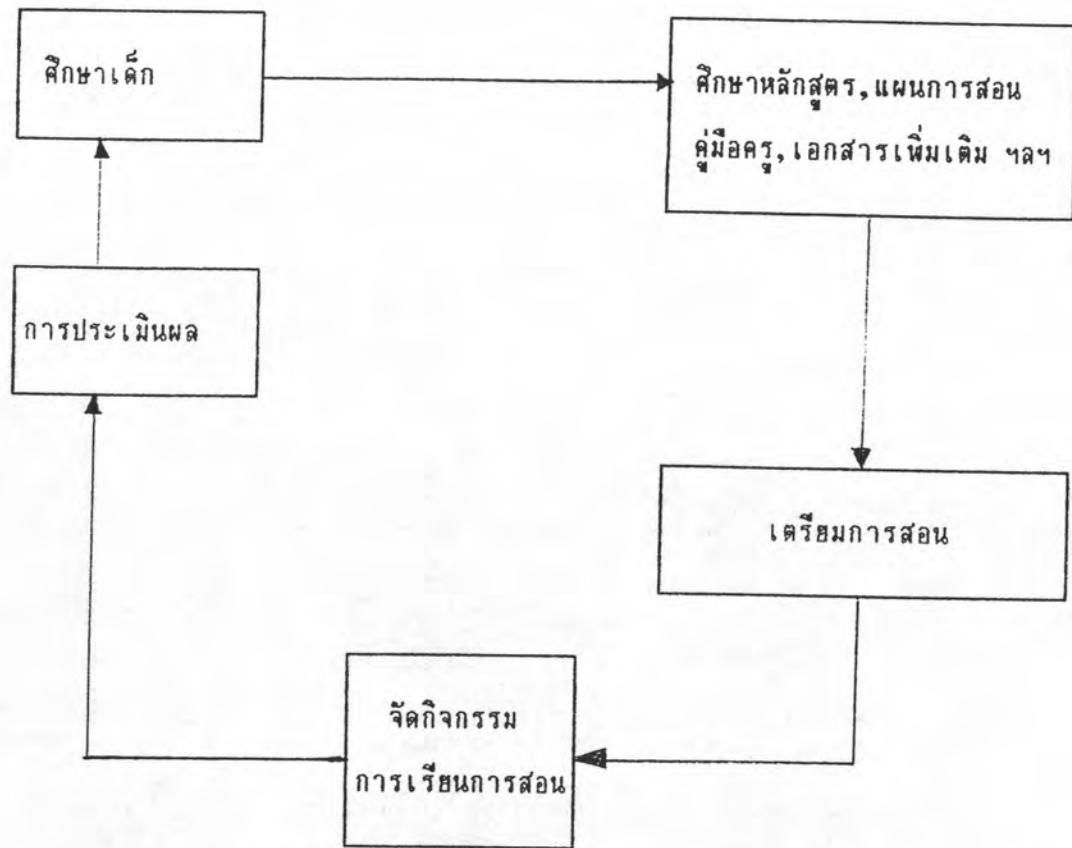 ศึกษาเด็ก
ศึกษาหลักสูตร,แผนการสอน
คู่มือครู,เอกสารเพิ่มเติม ฯลฯ
การประเมินผล
เตรียมการสอน
จัดกิจกรรม
การเรียนการสอน